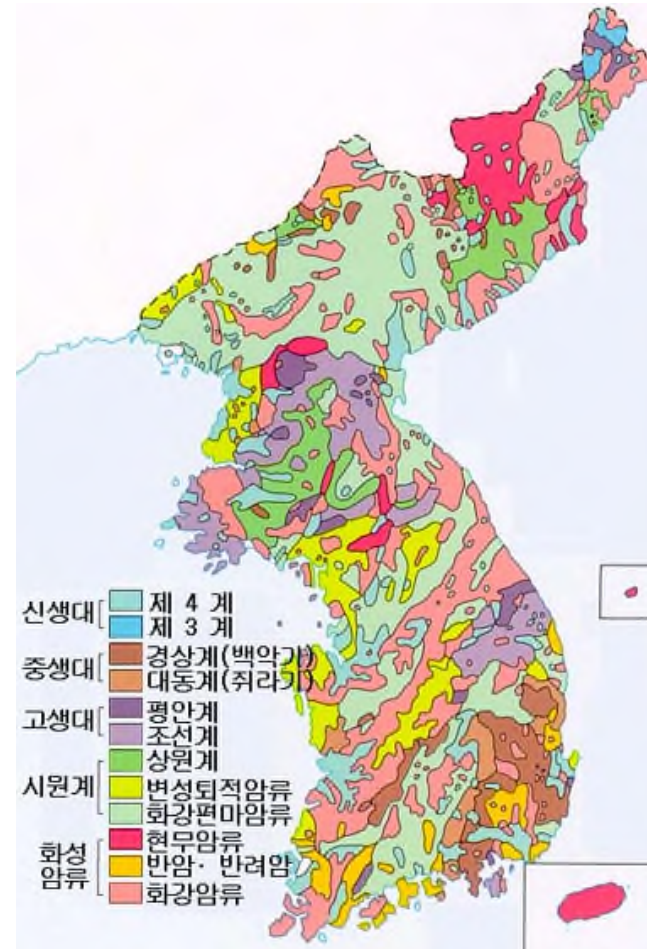 신생대
제 4 계
제 3 계
중생대
경상계(백악기)
대동계(쥐라기)
고생대
평안계
조선계
시원계
상원계
변성퇴적암류
화강편마암류
화성
암류
현무암류
반암·반려암
화강암류